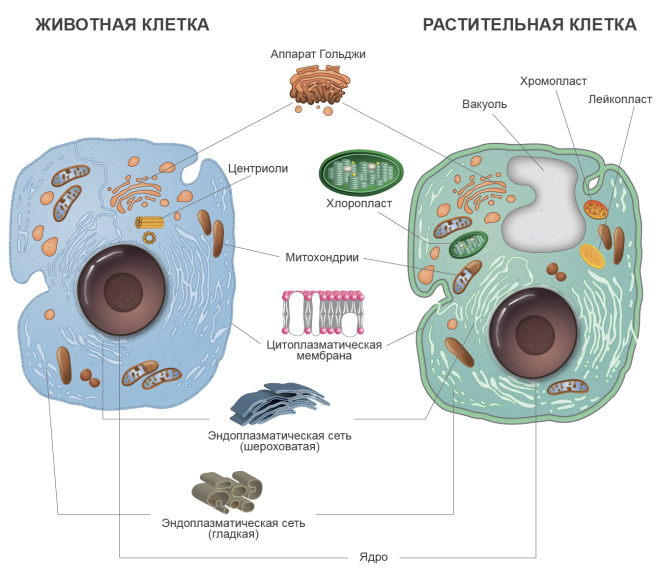 ЖИВОТНАЯ КЛЕТКА
РАСТИТЕЛЬНАЯ КЛЕТКА
Аппарат Гольджи
Хромопласт
Вакуоль
Лейкопласт
Центриоли
Хлоропласт
Митохондрии
Цитоплазматическая
мембрана
Эндоплазматическая сеть
(шероховатая)
Эндоплазматическая сеть
(гладкая)
Ядро